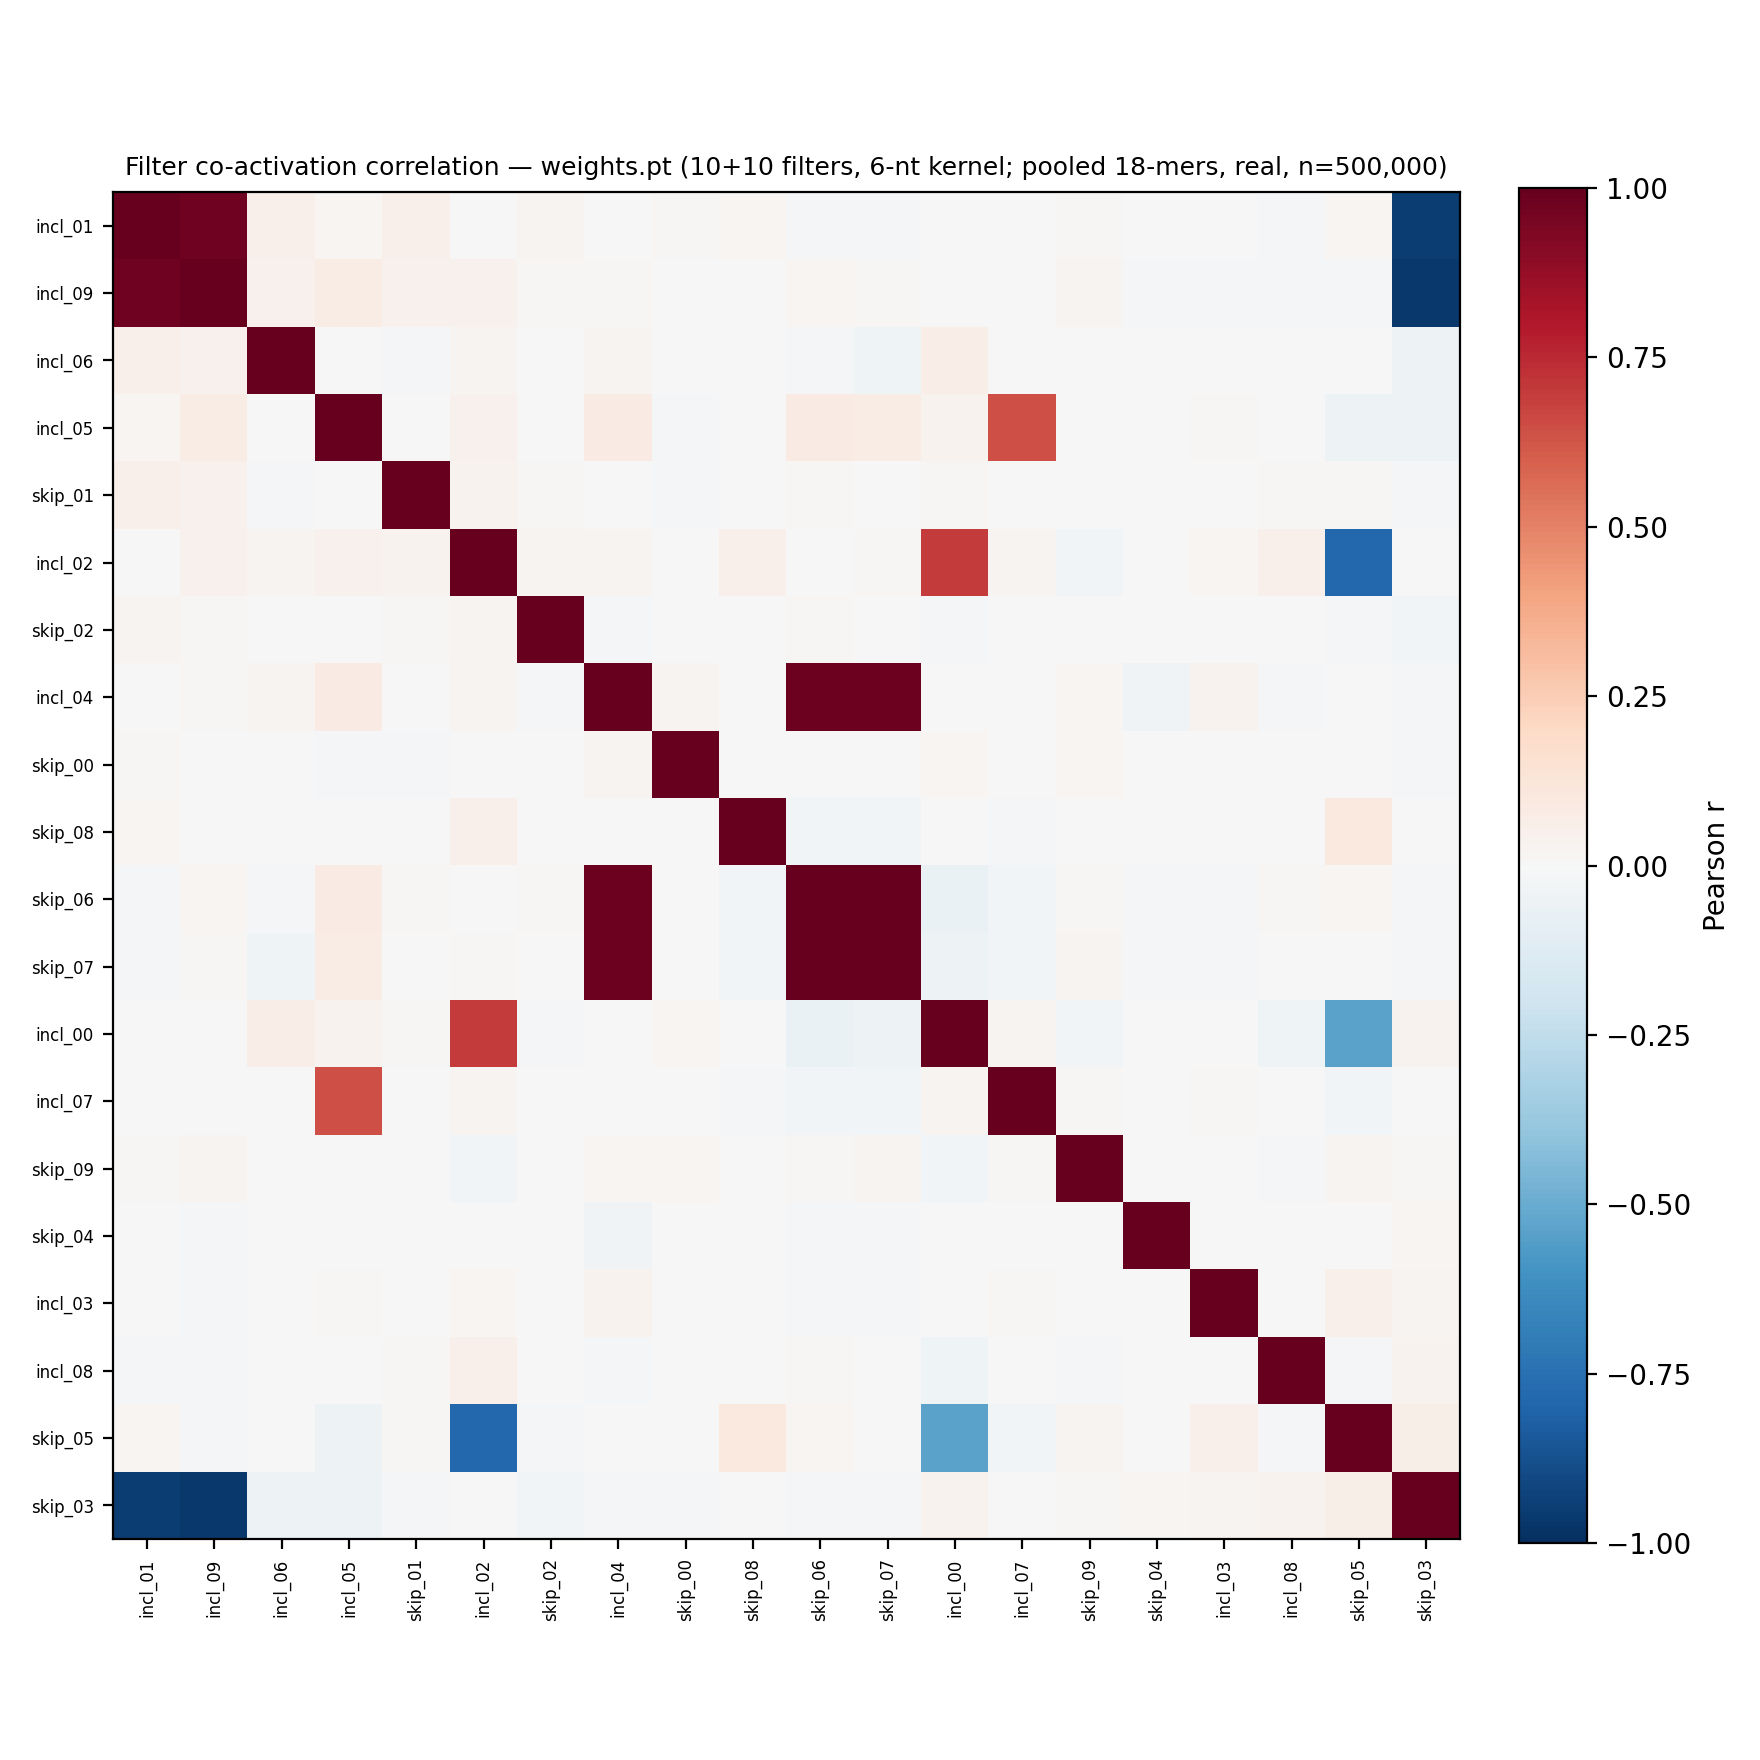 Filter co-activation correlation — weights.pt (10+10 filters, 6-nt kernel; pooled 18-mers, real, n=500,000)
incl_01
incl_09
incl_06
incl_05
skip_01
incl_02
skip_02
incl_04
skip_00
skip_08
skip_06
skip_07
incl_00
incl_07
skip_09
skip_04
incl_03
incl_08
skip_05
skip_03
incl_01
incl_09
incl_06
incl_05
skip_01
incl_02
skip_02
incl_04
skip_00
skip_08
skip_06
skip_07
incl_00
incl_07
skip_09
skip_04
incl_03
incl_08
skip_05
skip_03
1.00
0.75
0.50
0.25
0.00
−0.25
−0.50
−0.75
−1.00
Pearson r